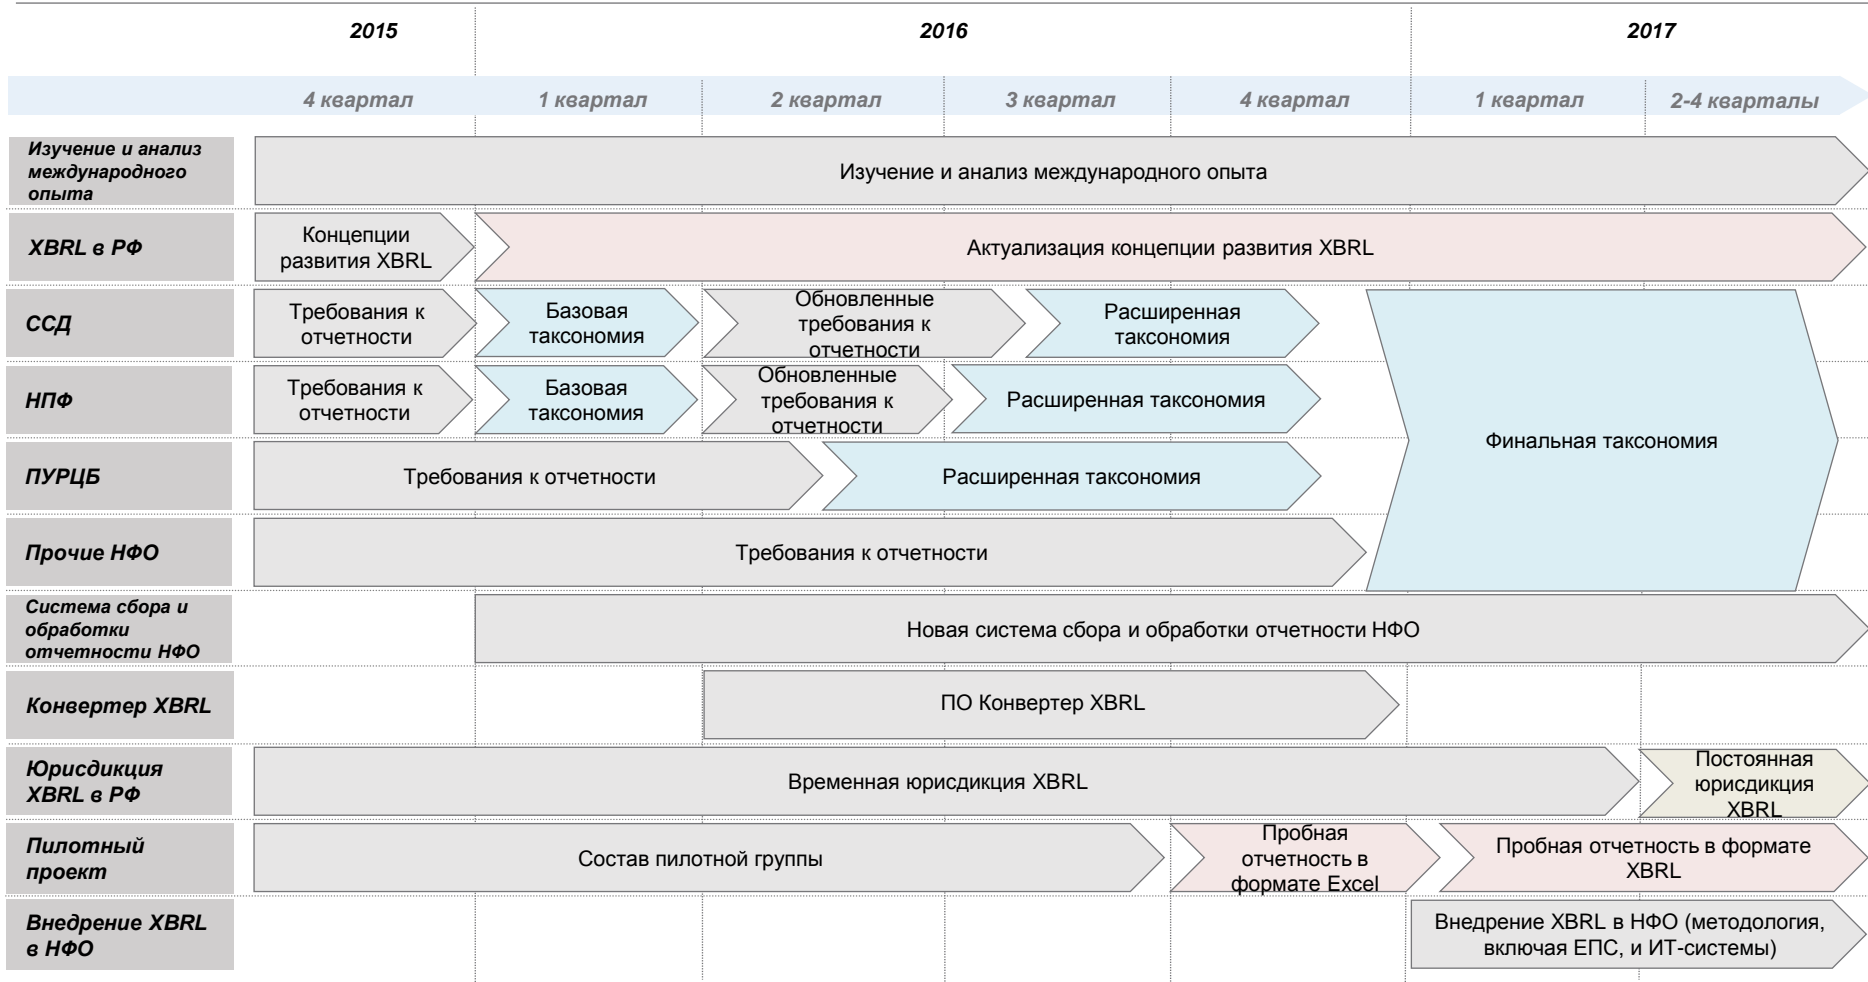 2015
2016
2017
4 квартал
1 квартал
2 квартал
3 квартал
4 квартал
1 квартал
2-4 кварталы
Изучение и анализ
международного
опыта
Изучение и анализ международного опыта
XBRL в РФ
Концепции
развития XBRL
Актуализация концепции развития XBRL
ССД
Требования к
отчетности
Базовая
таксономия
Обновленные
требования к
отчетности
Расширенная
таксономия
НПФ
Требования к
отчетности
Базовая
таксономия
Обновленные
требования к
отчетности
Расширенная таксономия
Финальная таксономия
ПУРЦБ
Требования к отчетности
Расширенная таксономия
Прочие НФО
Требования к отчетности
Система сбора и
обработки
отчетности НФО
Новая система сбора и обработки отчетности НФО
Конвертер XBRL
ПО Конвертер XBRL
Юрисдикция
XBRL в РФ
Временная юрисдикция XBRL
Постоянная
юрисдикция
XBRL
Пилотный
проект
Состав пилотной группы
Пробная
отчетность в
формате Excel
Пробная отчетность в формате
XBRL
Внедрение XBRL
в НФО
Внедрение XBRL в НФО (методология,
включая ЕПС, и ИТ-системы)